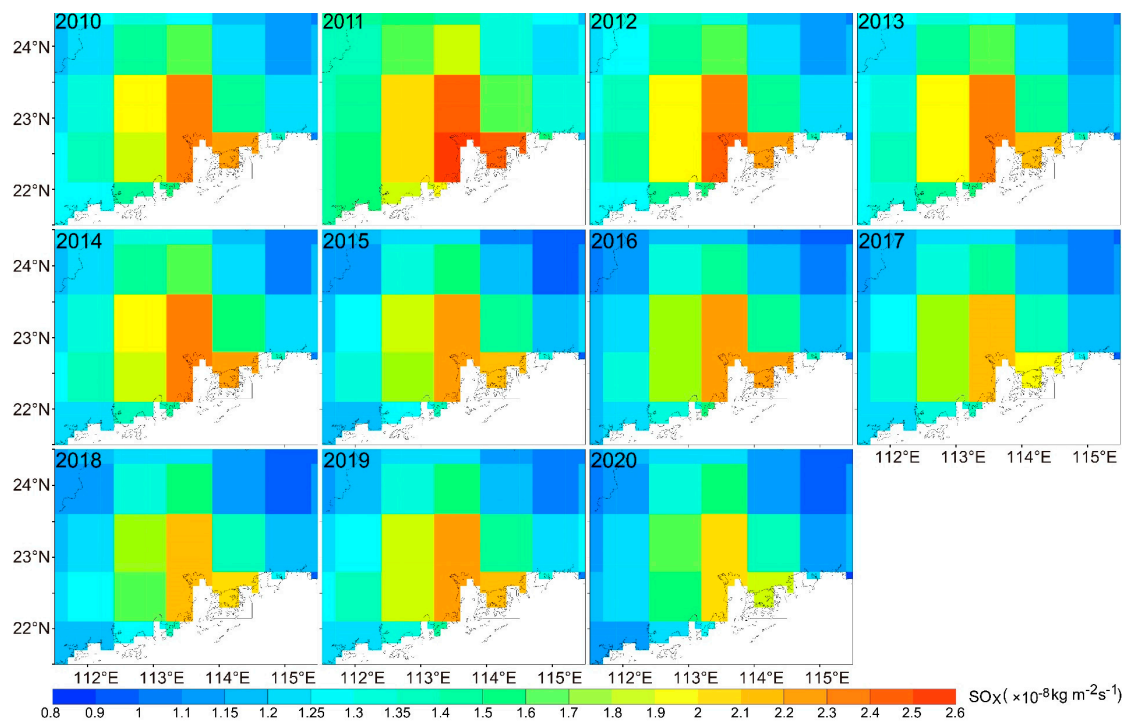 2010 2011 2012 2013
24°N
23°N
22°N
2014 2015 2016 2017
24°N
23°N
22°N
112°E 113°E 114°E 115°E
2018 2019 2020
24°N
23°N
22°N
112°E 113°E 114°E 115°E 112°E 113°E 114°E 115°E 112°E 113°E 114°E 115°E
SOx( ×10⁻⁸kg m⁻²s⁻¹)
0.8 0.9 1 1.1 1.15 1.2 1.25 1.3 1.35 1.4 1.5 1.6 1.7 1.8 1.9 2 2.1 2.2 2.3 2.4 2.5 2.6